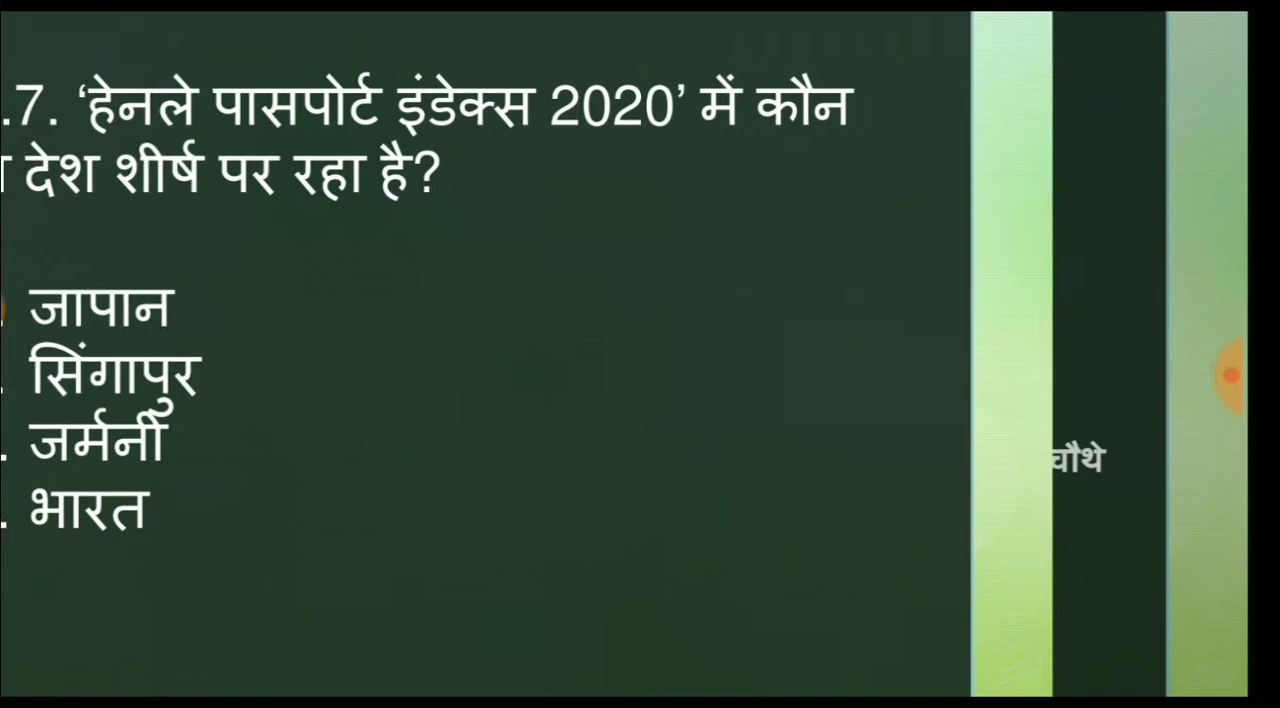 .7. ‘हेनले पासपोर्ट इंडेक्स 2020’ में कौन
देश शीर्ष पर रहा है?
. जापान
. सिंगापुर
. जर्मनी
. भारत
चौथे